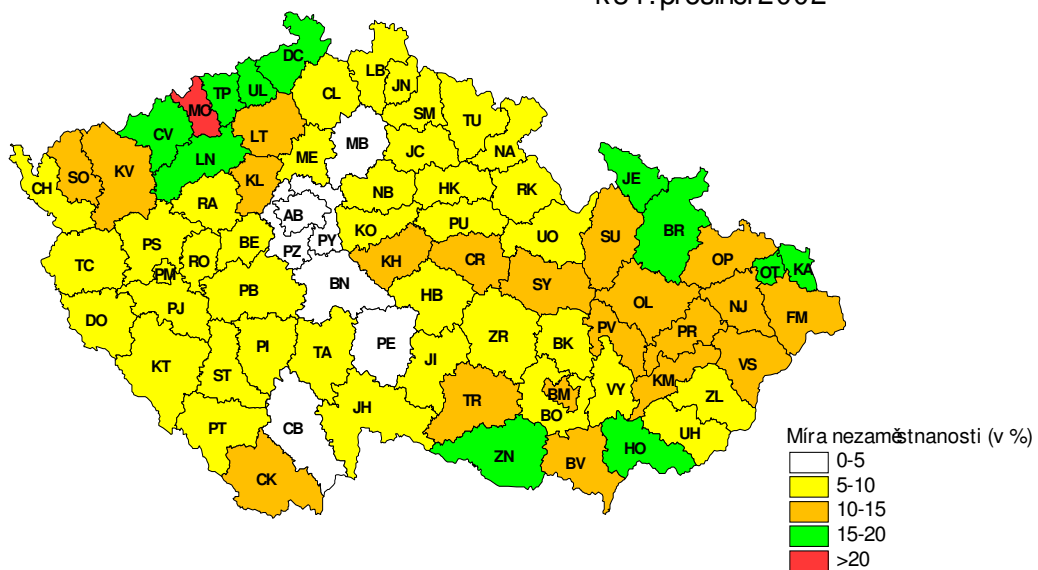 k 31. prosinci 2002
DC
LB
JN
TP
UL
CL
MO
SM
TU
CV
LT
MB
JC
NA
LN
ME
CH
SO
KV
KL
NB
HK
RK
JE
RA
AB
KO
PU
UO
SU
BR
PS
RO
BE
PZ
PY
KH
CR
OP
TC
PM
OT
KA
PB
BN
HB
SY
OL
NJ
FM
DO
PJ
PV
PR
KT
PI
TA
PE
JI
ZR
BK
VS
ST
KM
VY
ZL
TR
BM
BO
PT
CB
JH
UH
CK
ZN
BV
HO
Míra nezaměstnanosti (v %)
0-5
5-10
10-15
15-20
>20